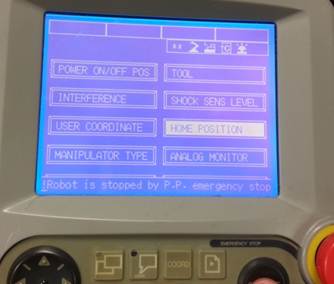 POWER ON/OFF POS
TOOL
INTERFERENCE
SHOCK SENS LEVEL
USER COORDINATE
HOME POSITION
MANIPULATOR TYPE
ANALOG MONITOR
!Robot is stopped by P.P. emergency stop
EMERGENCY STOP
COORD